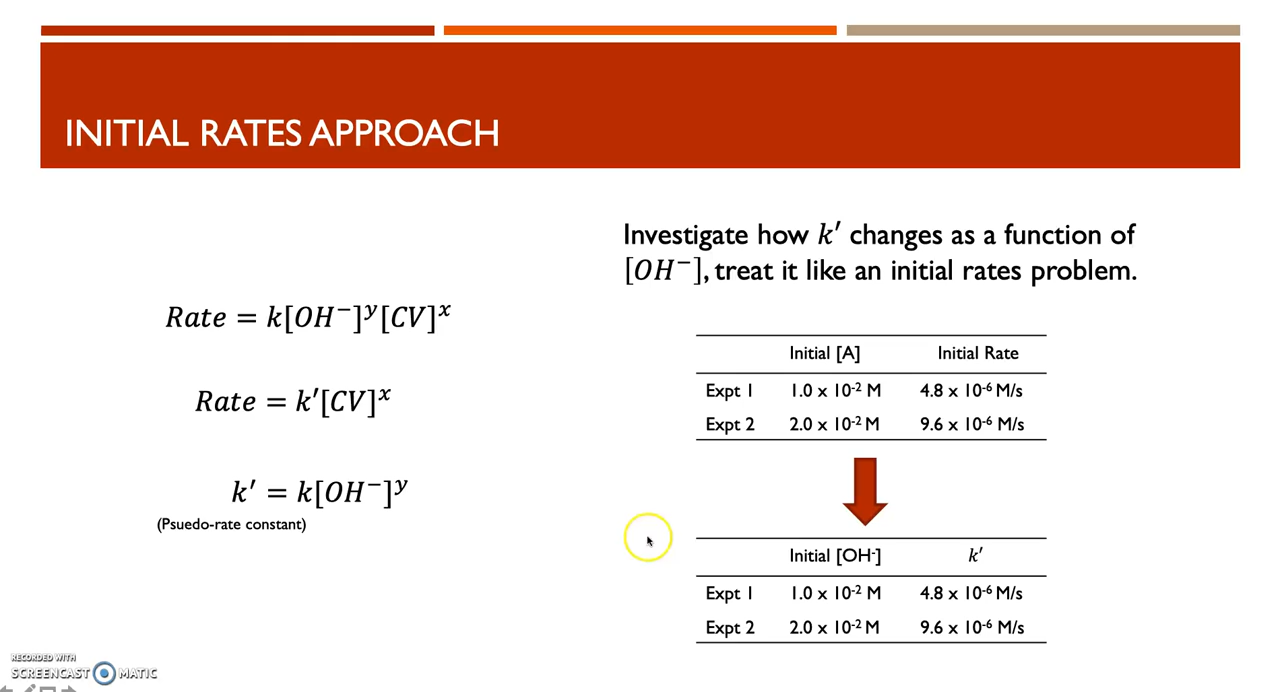 INITIAL RATES APPROACH
Investigate how k′ changes as a function of
[OH⁻], treat it like an initial rates problem.
Rate = k[OH⁻]ʸ[CV]ˣ
Rate = k′[CV]ˣ
k′ = k[OH⁻]ʸ
(Psuedo-rate constant)
Initial [A] Initial Rate
Expt 1 1.0 x 10⁻² M 4.8 x 10⁻⁶ M/s
Expt 2 2.0 x 10⁻² M 9.6 x 10⁻⁶ M/s
Initial [OH⁻] k′
Expt 1 1.0 x 10⁻² M 4.8 x 10⁻⁶ M/s
Expt 2 2.0 x 10⁻² M 9.6 x 10⁻⁶ M/s
RECORDED WITH
SCREENCAST MATIC